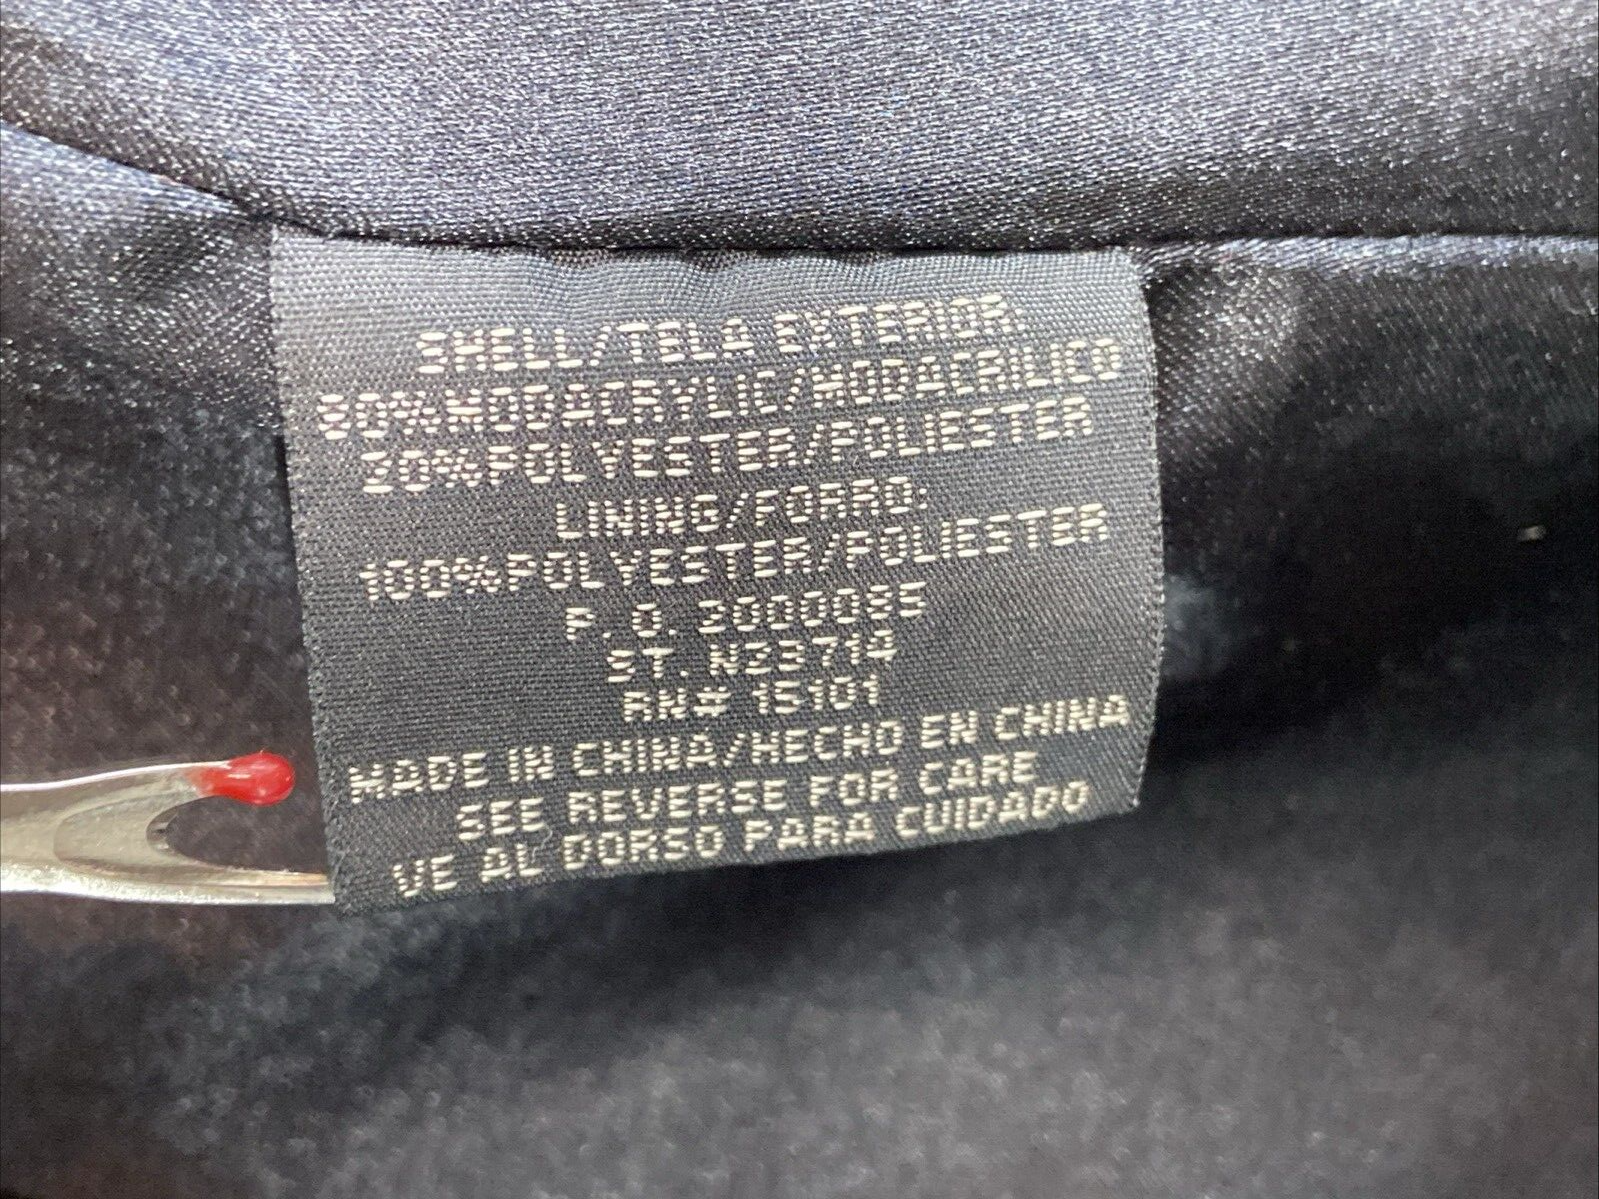 SHELL/TELA EXTERIOR:
80%MODACRYLIC/MODACRILICO
20%POLYESTER/POLIESTER
LINING/FORRO:
100%POLYESTER/POLIESTER
P.O. 2000085
ST. NZ3714
RN# 15101
MADE IN CHINA/HECHO EN CHINA
SEE REVERSE FOR CARE
VE AL DORSO PARA CUIDADO